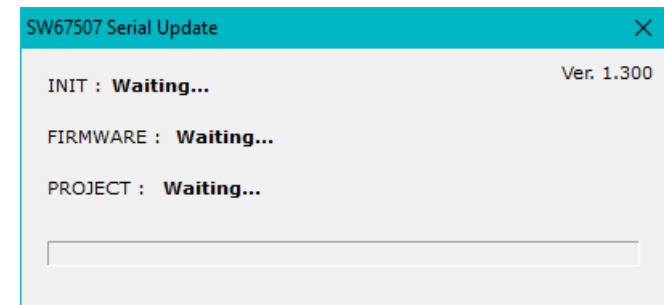 SW67507 Serial Update
Ver. 1.300
INIT : Waiting...
FIRMWARE : Waiting...
PROJECT : Waiting...